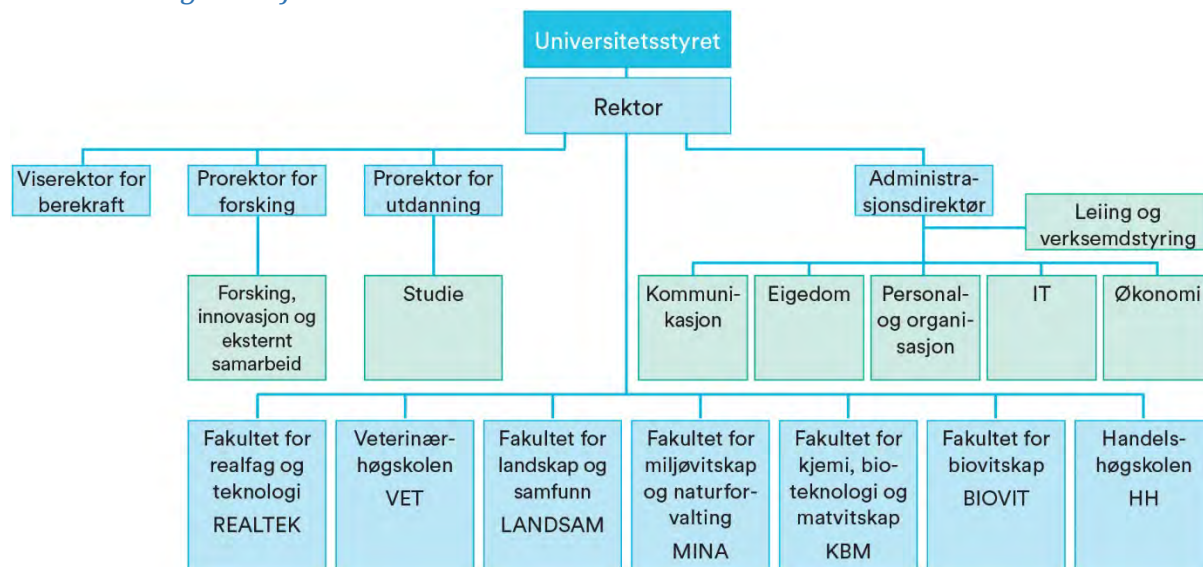 Universitetsstyret
Rektor
Viserektor for
berekraft
Prorektor for
forsking
Prorektor for
utdanning
Administra-
sjonsdirektør
Leiing og
verksemdstyring
Forsking,
innovasjon og
eksternt
samarbeid
Studie
Kommuni-
kasjon
Eigedom
Personal-
og organi-
sasjon
IT
Økonomi
Fakultet for
realfag og
teknologi
REALTEK
Veterinær-
høgskolen
VET
Fakultet for
landskap og
samfunn
LANDSAM
Fakultet for
miljøvitskap
og naturfor-
valting
MINA
Fakultet for
kjemi, bio-
teknologi og
matvitskap
KBM
Fakultet for
biovitskap
BIOVIT
Handels-
høgskolen
HH